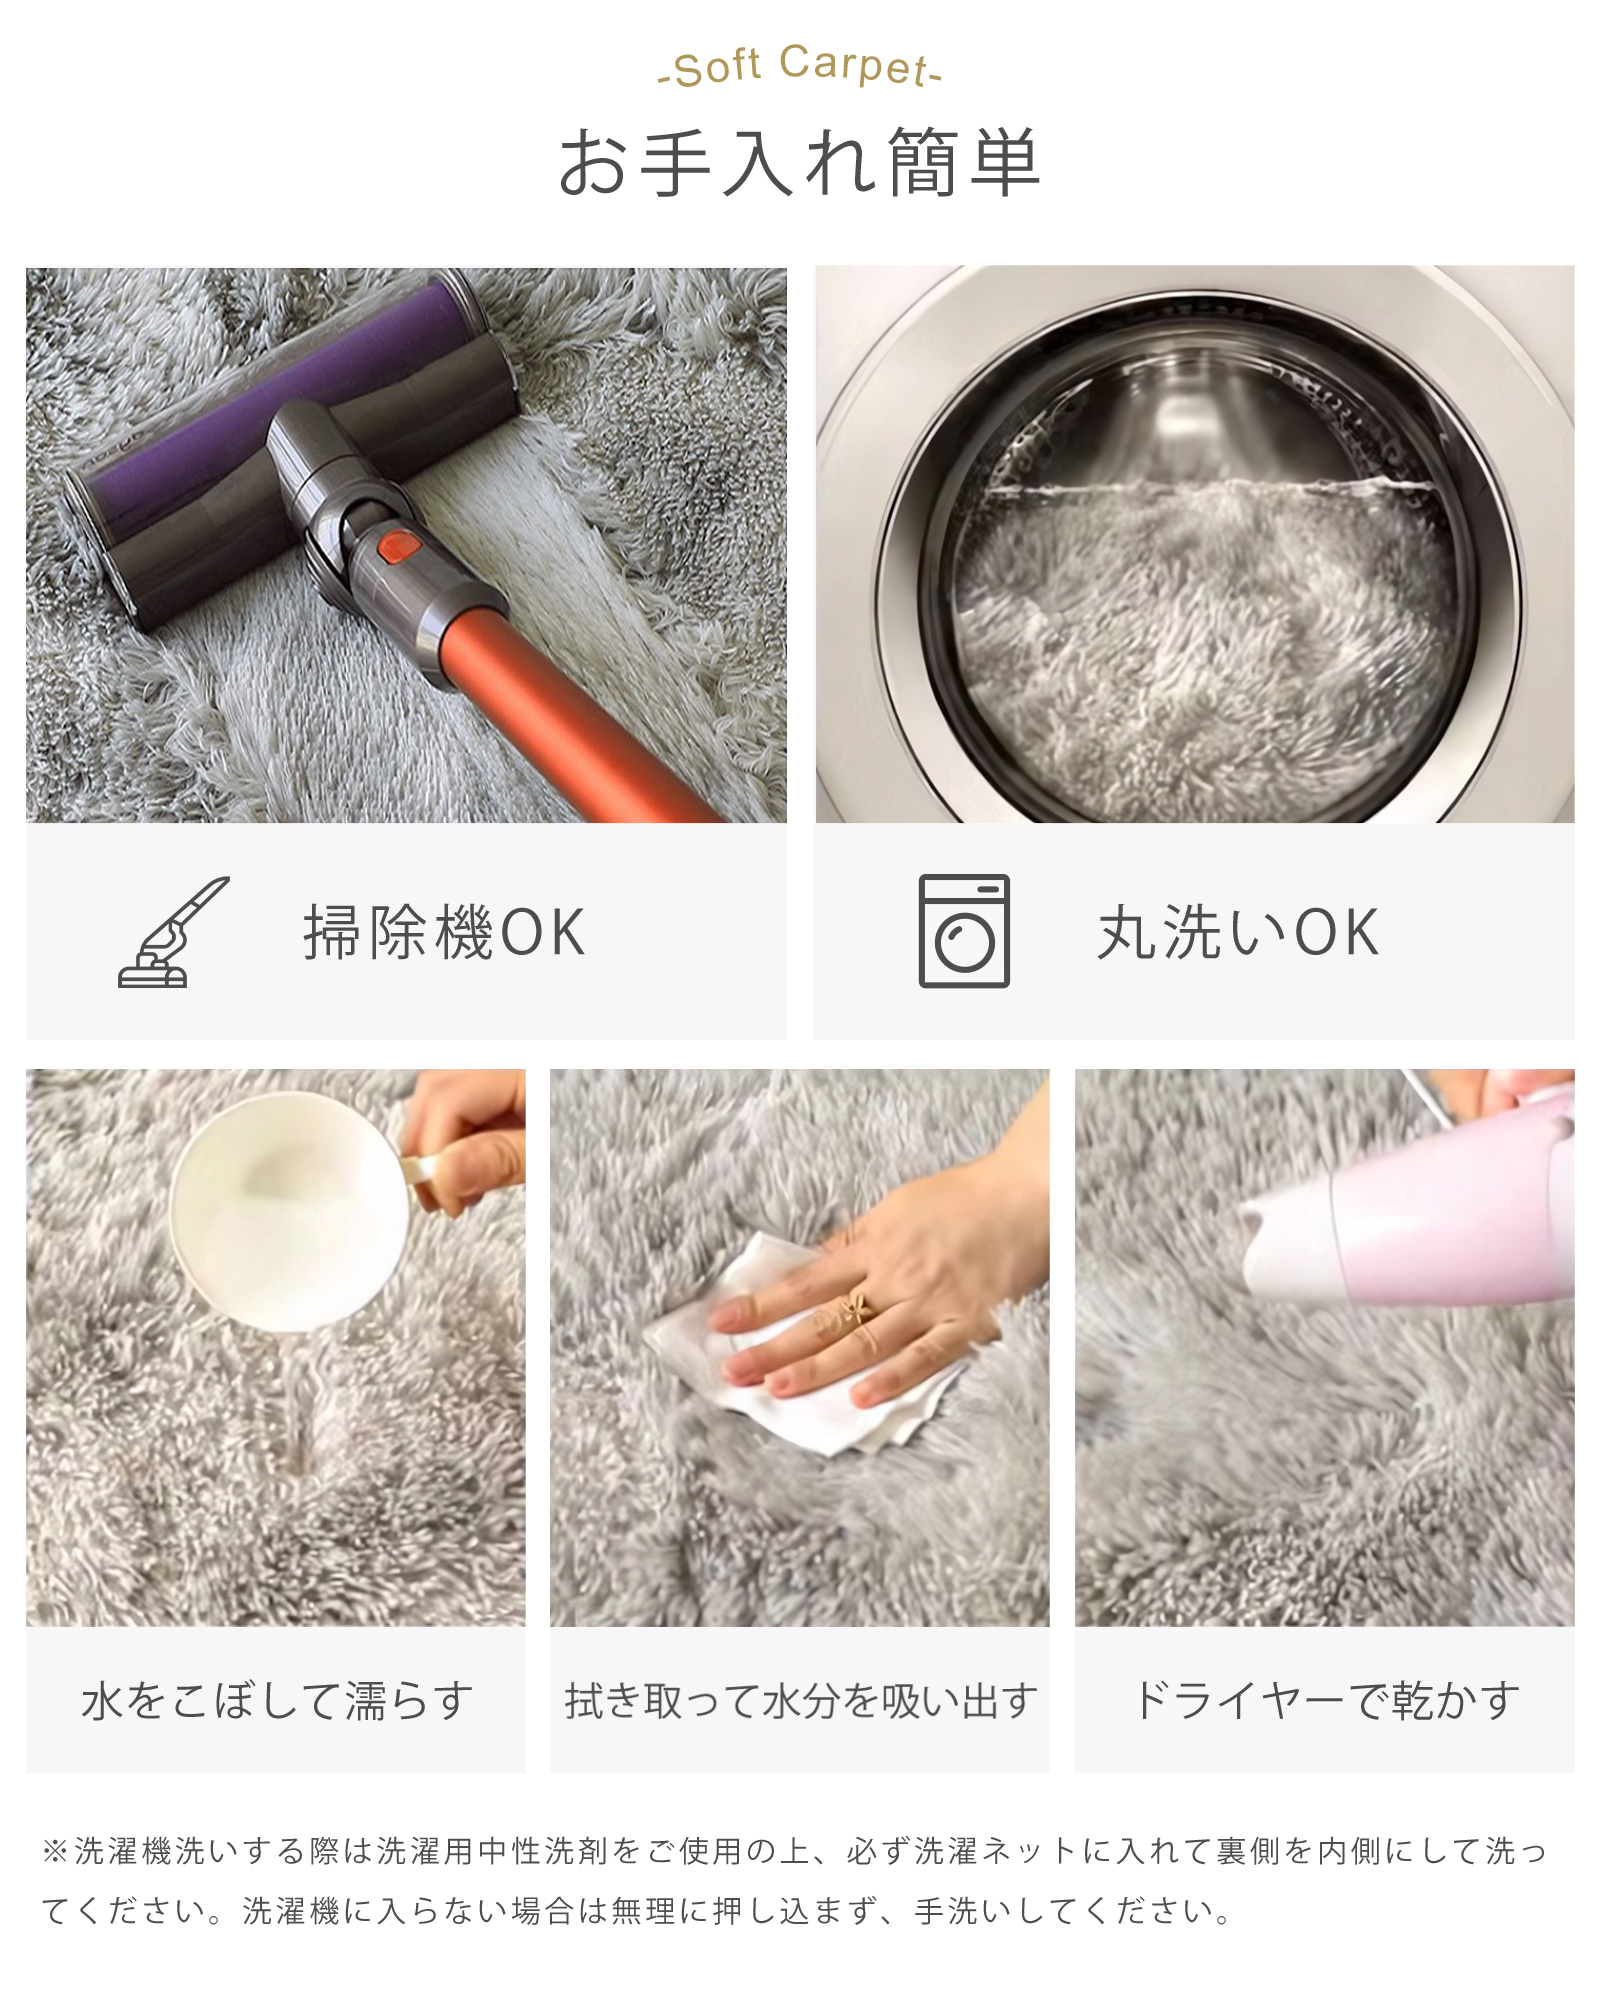 -Soft Carpet-
お手入れ簡単
掃除機OK
丸洗いOK
水をこぼして濡らす
拭き取って水分を吸い出す
ドライヤーで乾かす
※洗濯機洗いする際は洗濯用中性洗剤をご使用の上、必ず洗濯ネットに入れて裏側を内側にして洗っ
てください。洗濯機に入らない場合は無理に押し込まず、手洗いしてください。